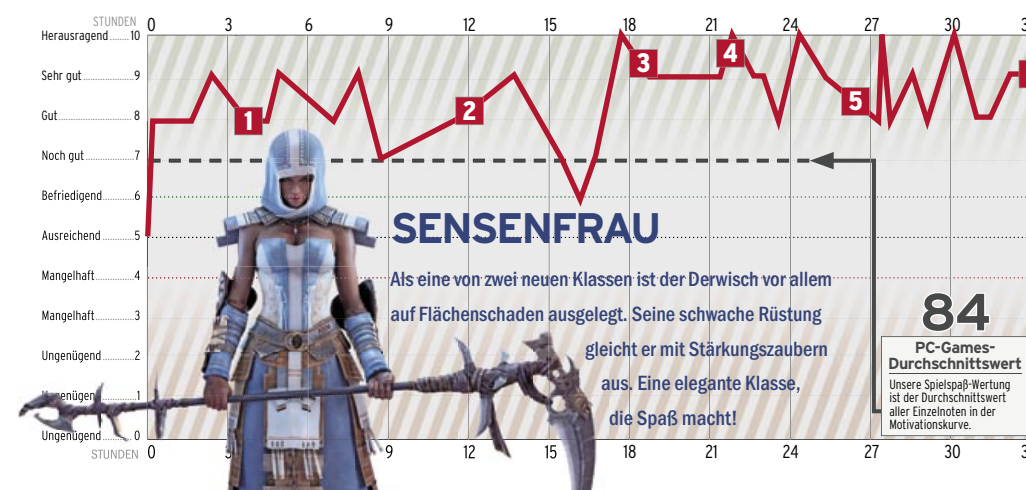 STUNDEN 0 3 6 9 12 15 18 21 24 27 30 3
Herausragend 10
Sehr gut 9
Gut 8
Noch gut 7
Befriedigend 6
Ausreichend 5
Mangelhaft 4
Mangelhaft 3
Ungenügend 2
Ungenügend 1
Ungenügend 0
STUNDEN 0 3 9 12 15 18 21 24 27 30 3
1
2
3
4
5
SENSENFRAU
Als eine von zwei neuen Klassen ist der Derwisch vor allem
auf Flächenschaden ausgelegt. Seine schwache Rüstung
gleicht er mit Stärkungszaubern
aus. Eine elegante Klasse,
die Spaß macht!
84
PC-Games-
Durchschnittswert
Unsere Spielspaß-Wertung
ist der Durchschnittswert
aller Einzelnoten in der
Motivationskurve.